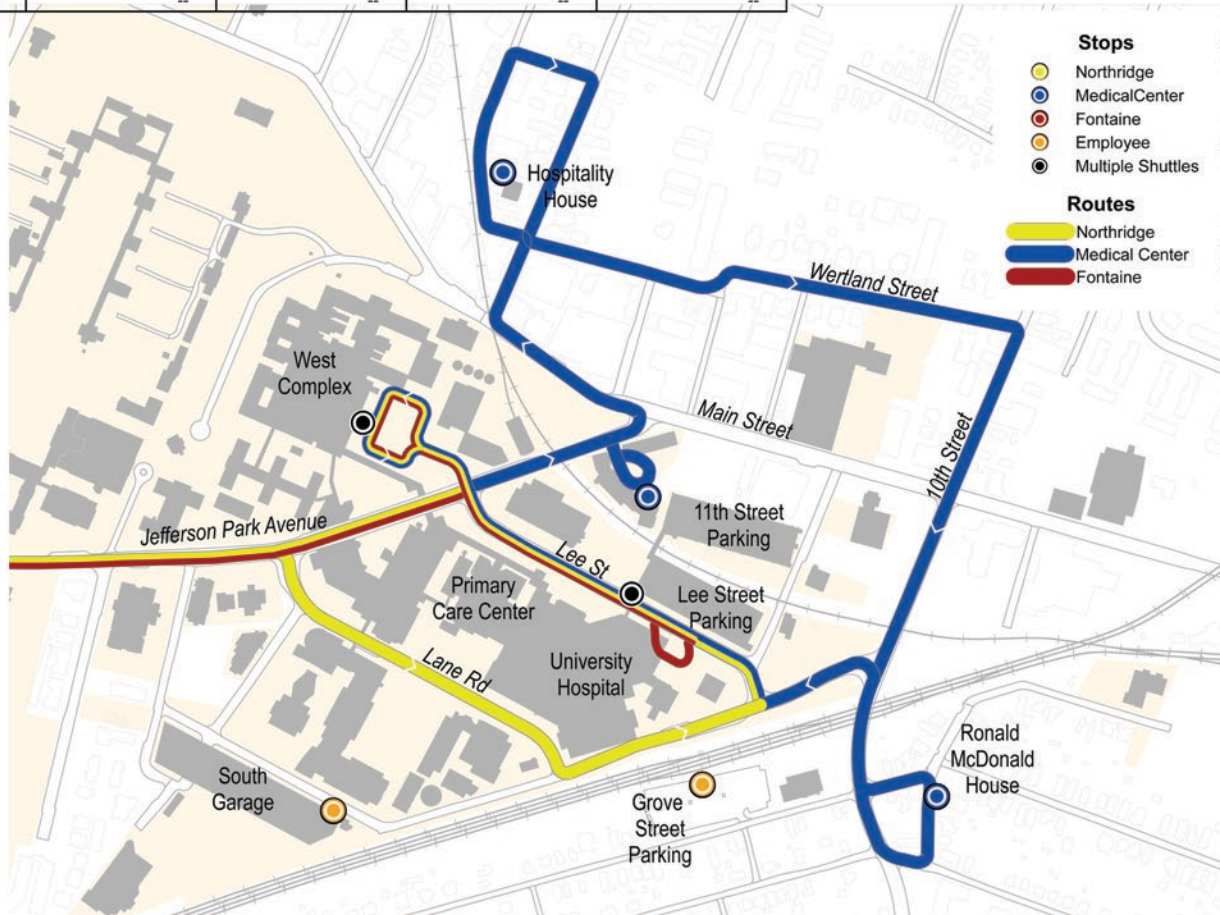 Stops
Northridge
MedicalCenter
Fontaine
Employee
Multiple Shuttles
Routes
Northridge
Medical Center
Fontaine
Hospitality
House
Wertland Street
West
Complex
Main Street
10th Street
Jefferson Park Avenue
11th Street
Parking
Lee St
Primary
Care Center
Lee Street
Parking
University
Hospital
Lane Rd
South
Garage
Grove
Street
Parking
Ronald
McDonald
House